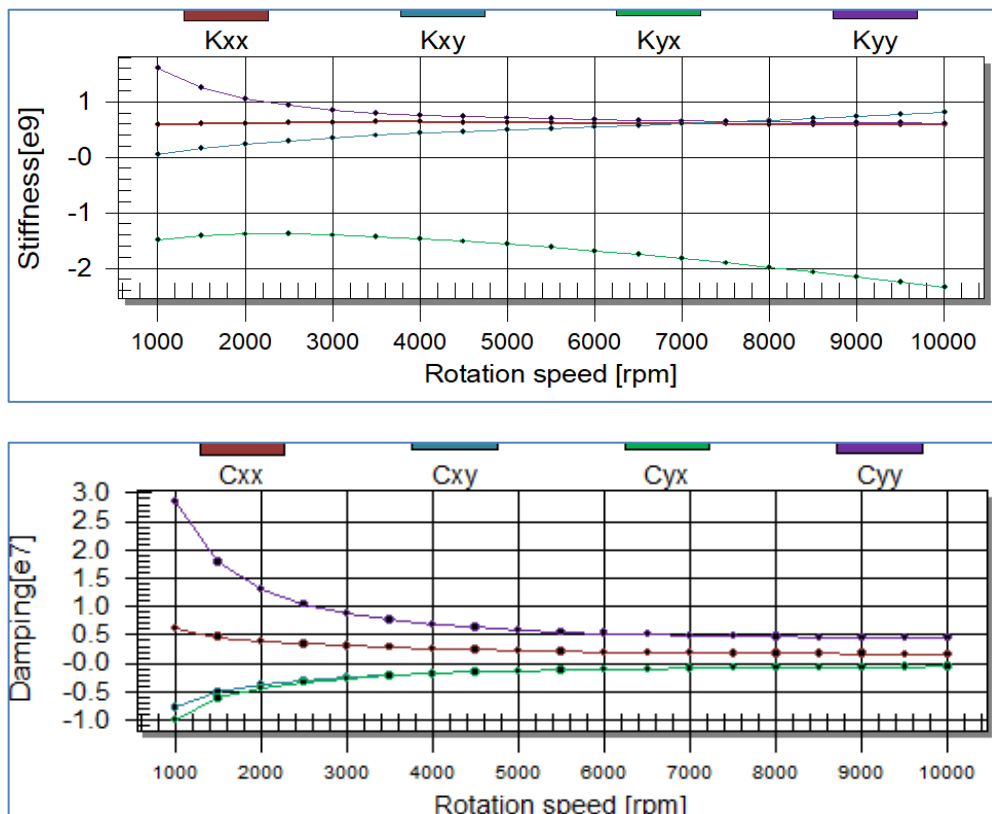 Kxx Kxy Kyx Kyy
Stiffness[e9]
1
-0
-1
-2
1000 2000 3000 4000 5000 6000 7000 8000 9000 10000
Rotation speed [rpm]
Cxx Cxy Cyx Cyy
Damping[e7]
3.0
2.5
2.0
1.5
1.0
0.5
-0.0
-0.5
-1.0
1000 2000 3000 4000 5000 6000 7000 8000 9000 10000
Rotation speed [rpm]